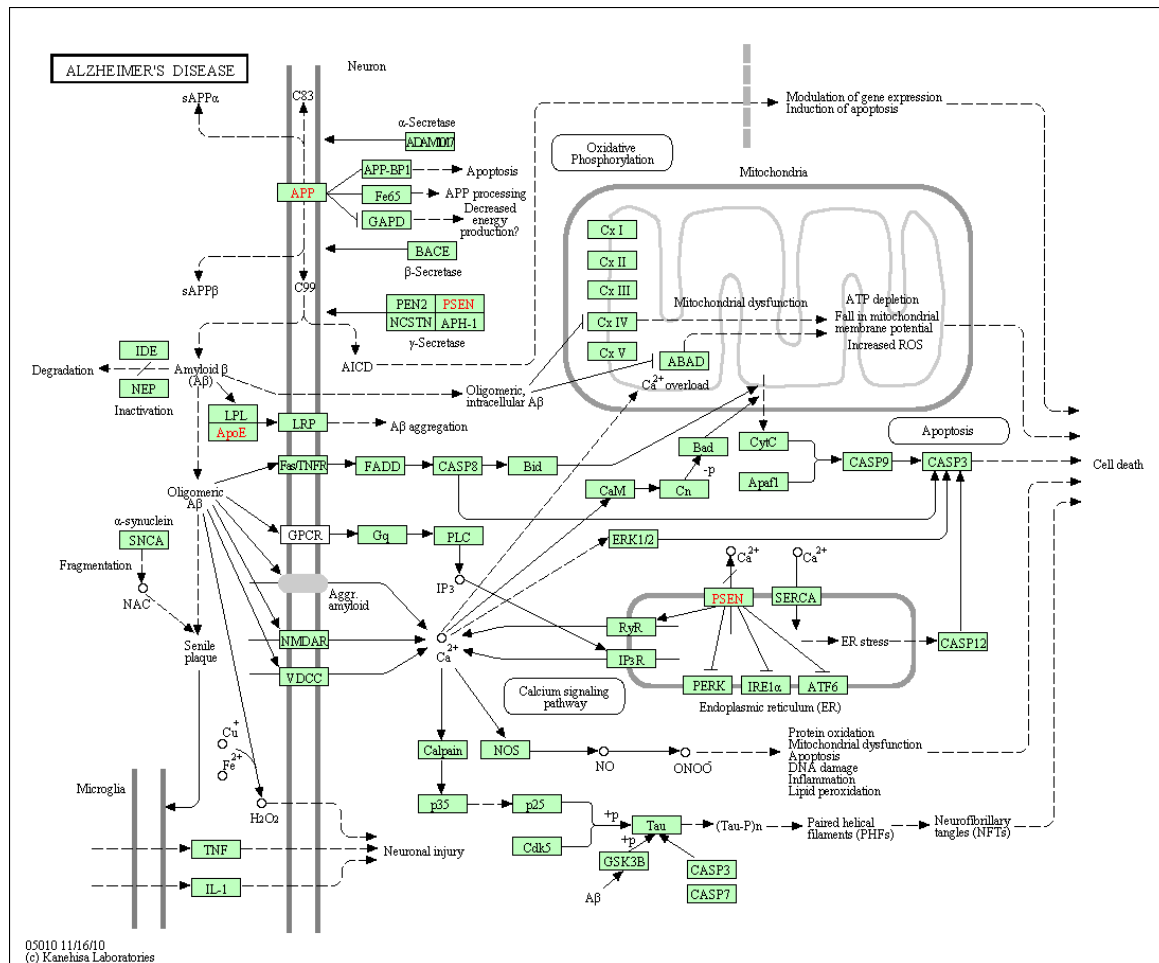 ALZHEIMER'S DISEASE
Neuron
sAPPα
C83
α-Secretase
ADAM10/17
APP-BP1
Apoptosis
APP
Fe65
APP processing
GAPD
Decreased
energy
production?
BACE
β-Secretase
sAPPβ
C99
PEN2
PSEN
NCSTN
APH-1
γ-Secretase
AICD
Modulation of gene expression
Induction of apoptosis
Oxidative
Phosphorylation
Mitochondria
Cx I
Cx II
Cx III
Cx IV
Cx V
Mitochondrial dysfunction
ATP depletion
Fall in mitochondrial
membrane potential
Increased ROS
ABAD
Ca2+ overload
IDE
Degradation
NEP
Inactivation
Amyloid β
(Aβ)
Oligomeric,
intracellular Aβ
LPL
ApoE
LRP
Aβ aggregation
Fas/TNFR
FADD
CASP8
Bid
Bad
-p
CytC
Apaf1
CASP9
CASP3
Apoptosis
Cell death
CaM
Cn
Oligomeric
Aβ
α-synuclein
SNCA
Fragmentation
NAC
Senile
plaque
GPCR
Gq
PLC
IP3
ERK1/2
Aggr.
amyloid
NMDAR
VDCC
Ca2+
RyR
IP3R
Ca2+
Ca2+
PSEN
SERCA
ER stress
CASP12
PERK
IRE1α
ATF6
Endoplasmic reticulum (ER)
Calcium signaling
pathway
Calpain
NOS
NO
ONOO-
Protein oxidation
Mitochondrial dysfunction
Apoptosis
DNA damage
Inflammation
Lipid peroxidation
Cu+
Fe2+
H2O2
Microglia
TNF
IL-1
Neuronal injury
p35
p25
Cdk5
+p
+p
Tau
(Tau-P)n
Paired helical
filaments (PHFs)
Neurofibrillary
tangles (NFTs)
GSK3B
Aβ
CASP3
CASP7
05010 11/16/10
(c) Kanehisa Laboratories